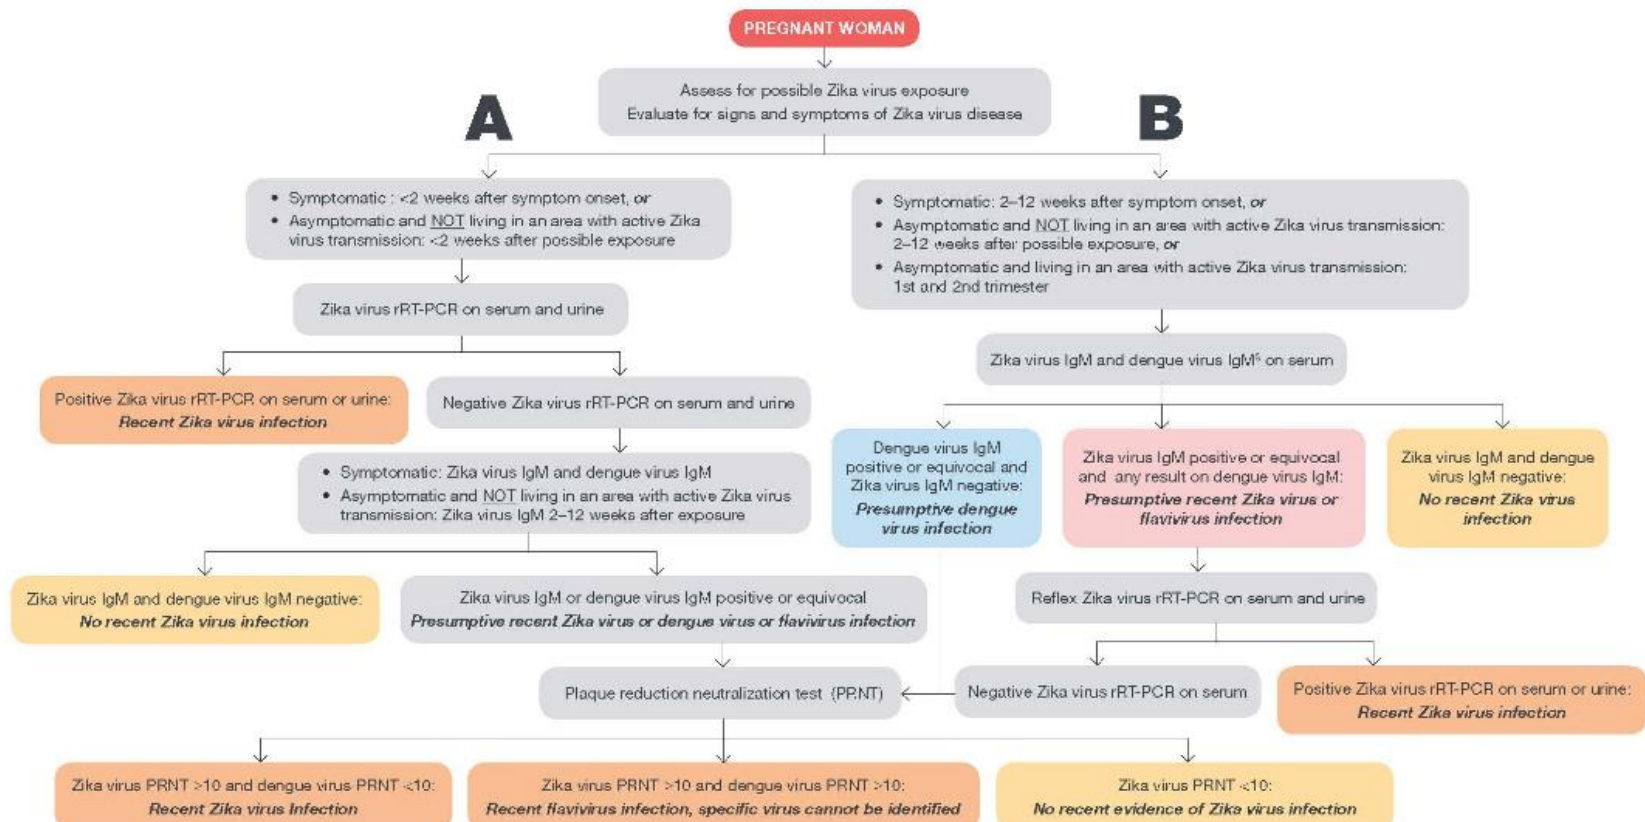 PREGNANT WOMAN
Assess for possible Zika virus exposure
Evaluate for signs and symptoms of Zika virus disease
A
B
• Symptomatic : <2 weeks after symptom onset, or
• Asymptomatic and NOT living in an area with active Zika
virus transmission: <2 weeks after possible exposure
Zika virus rRT-PCR on serum and urine
Positive Zika virus rRT-PCR on serum or urine:
Recent Zika virus infection
Negative Zika virus rRT-PCR on serum and urine
• Symptomatic: Zika virus IgM and dengue virus IgM
• Asymptomatic and NOT living in an area with active Zika virus
transmission: Zika virus IgM 2–12 weeks after exposure
Zika virus IgM and dengue virus IgM negative:
No recent Zika virus infection
Zika virus IgM or dengue virus IgM positive or equivocal
Presumptive recent Zika virus or dengue virus or flavivirus infection
• Symptomatic: 2–12 weeks after symptom onset, or
• Asymptomatic and NOT living in an area with active Zika virus transmission:
2–12 weeks after possible exposure, or
• Asymptomatic and living in an area with active Zika virus transmission:
1st and 2nd trimester
Zika virus IgM and dengue virus IgM§ on serum
Dengue virus IgM
positive or equivocal and
Zika virus IgM negative:
Presumptive dengue
virus infection
Zika virus IgM positive or equivocal
and any result on dengue virus IgM:
Presumptive recent Zika virus or
flavivirus infection
Zika virus IgM and dengue
virus IgM negative:
No recent Zika virus
infection
Reflex Zika virus rRT-PCR on serum and urine
Negative Zika virus rRT-PCR on serum
Positive Zika virus rRT-PCR on serum or urine:
Recent Zika virus infection
Plaque reduction neutralization test (PRNT)
Zika virus PRNT >10 and dengue virus PRNT <10:
Recent Zika virus Infection
Zika virus PRNT >10 and dengue virus PRNT >10:
Recent flavivirus infection, specific virus cannot be identified
Zika virus PRNT <10:
No recent evidence of Zika virus infection